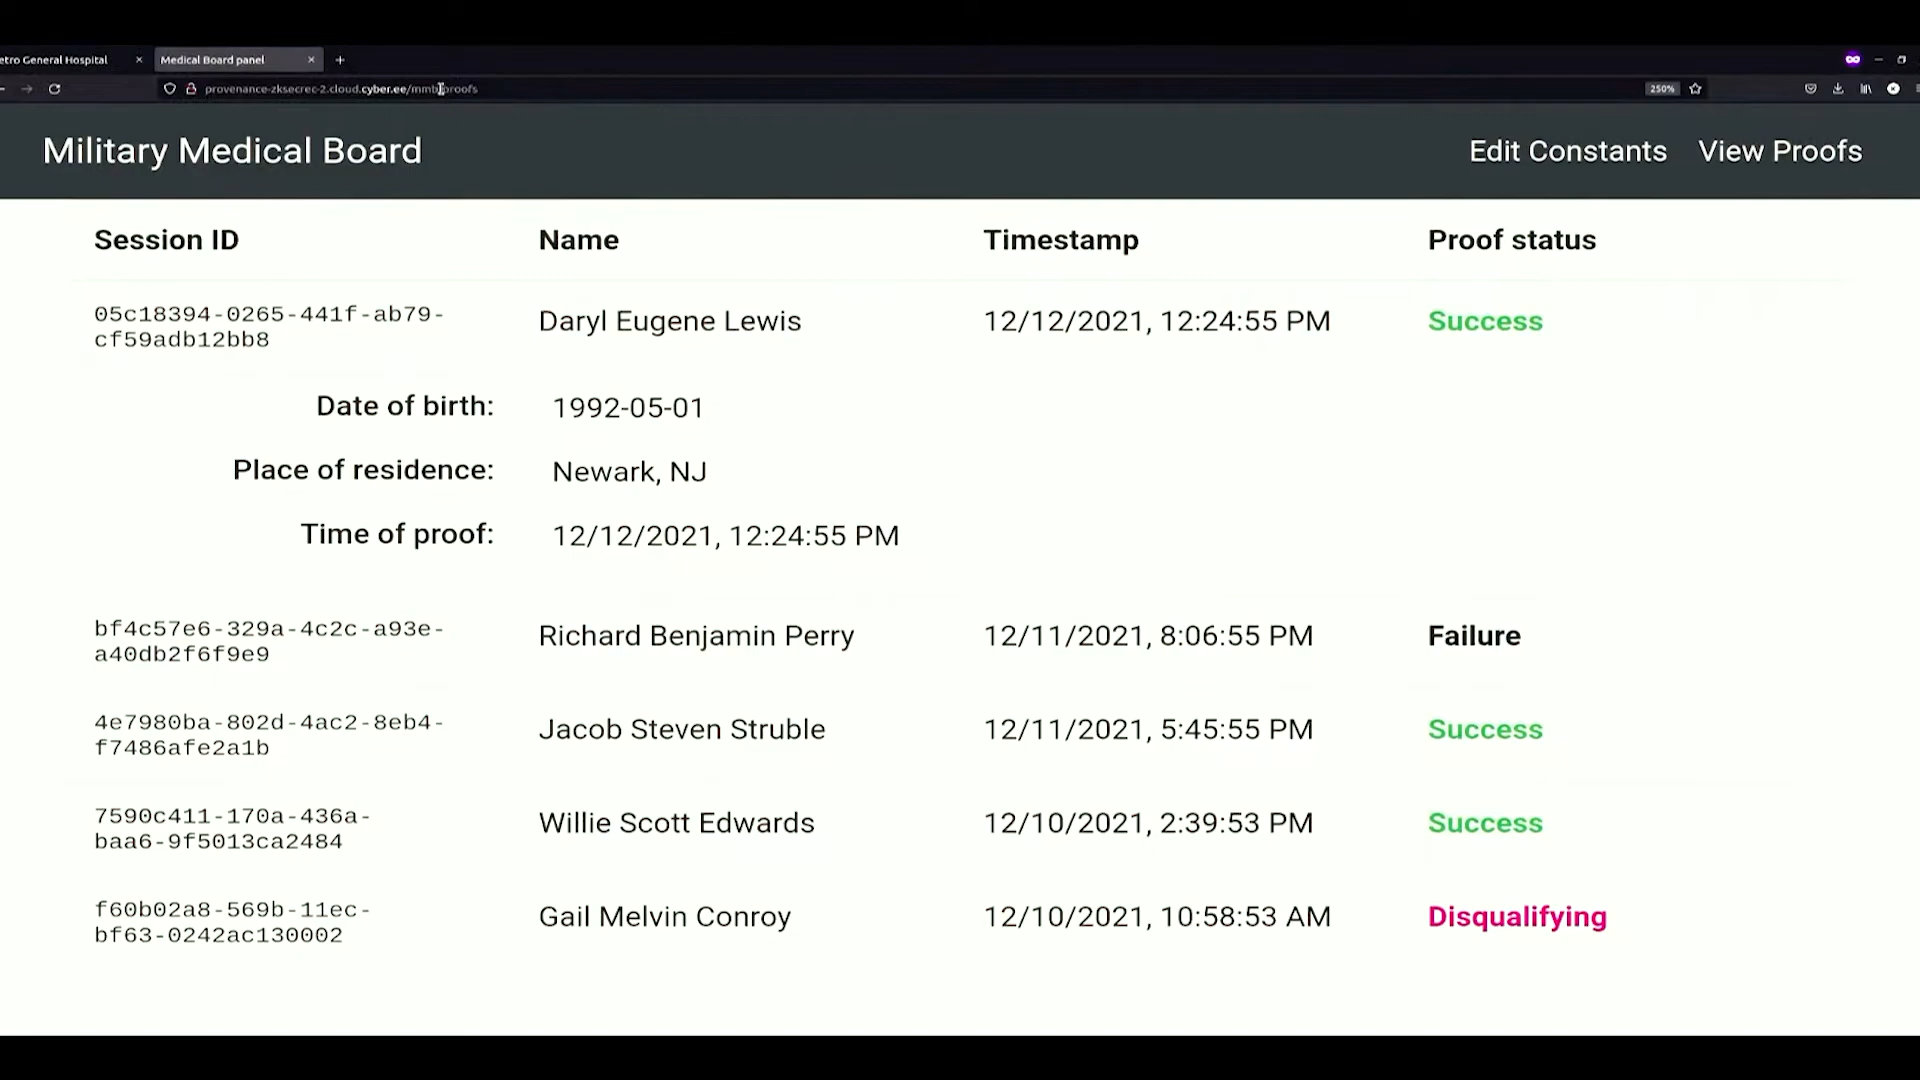 etro General Hospital
Medical Board panel
provenance-zksecrec-2.cloud.cyber.ee/mmb/proofs
250%
Military Medical Board
Edit Constants
View Proofs
Session ID
Name
Timestamp
Proof status
05c18394-0265-441f-ab79-
cf59adb12bb8
Daryl Eugene Lewis
12/12/2021, 12:24:55 PM
Success
Date of birth:
1992-05-01
Place of residence:
Newark, NJ
Time of proof:
12/12/2021, 12:24:55 PM
bf4c57e6-329a-4c2c-a93e-
a40db2f6f9e9
Richard Benjamin Perry
12/11/2021, 8:06:55 PM
Failure
4e7980ba-802d-4ac2-8eb4-
f7486afe2a1b
Jacob Steven Struble
12/11/2021, 5:45:55 PM
Success
7590c411-170a-436a-
baa6-9f5013ca2484
Willie Scott Edwards
12/10/2021, 2:39:53 PM
Success
f60b02a8-569b-11ec-
bf63-0242ac130002
Gail Melvin Conroy
12/10/2021, 10:58:53 AM
Disqualifying